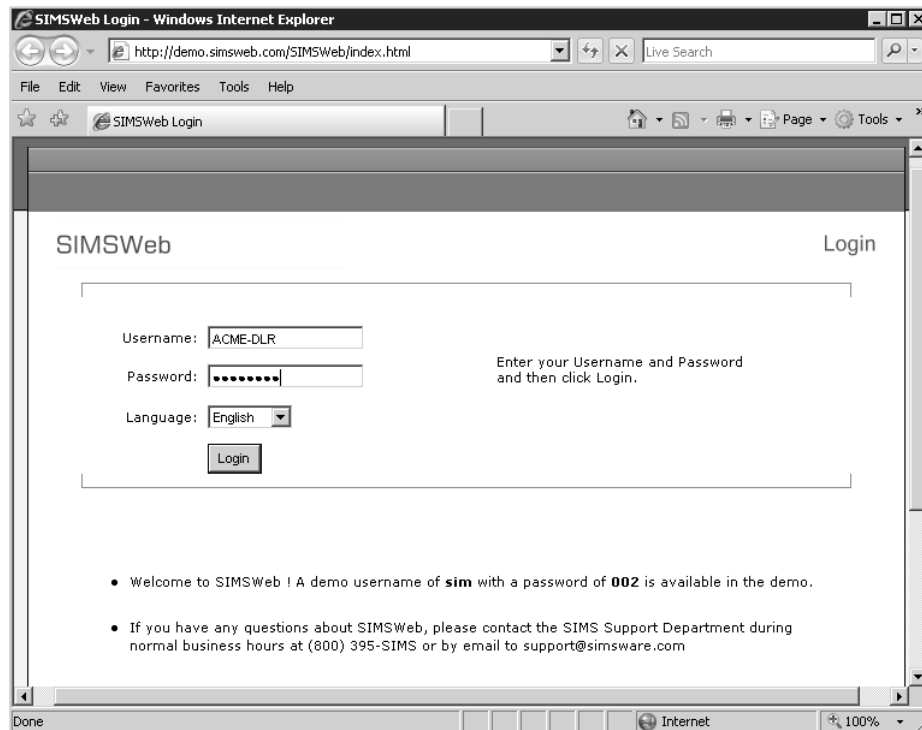 SIMSWeb Login - Windows Internet Explorer
http://demo.simsweb.com/SIMSWeb/index.html
Live Search
File Edit View Favorites Tools Help
SIMSWeb Login
Page Tools
SIMSWeb
Login
Username: ACME-DLR
Password: ••••••••
Enter your Username and Password
and then click Login.
Language: English
Login
• Welcome to SIMSWeb ! A demo username of sim with a password of 002 is available in the demo.
• If you have any questions about SIMSWeb, please contact the SIMS Support Department during
normal business hours at (800) 395-SIMS or by email to support@simsware.com
Done
Internet
100%